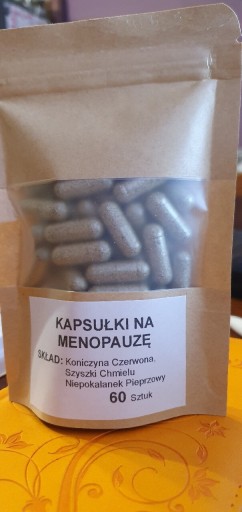 KAPSUŁKI NA
MENOPAUZĘ
SKŁAD: Koniczyna Czerwona.
Szyszki Chmielu
Niepokalanek Pieprzowy
60 Sztuk